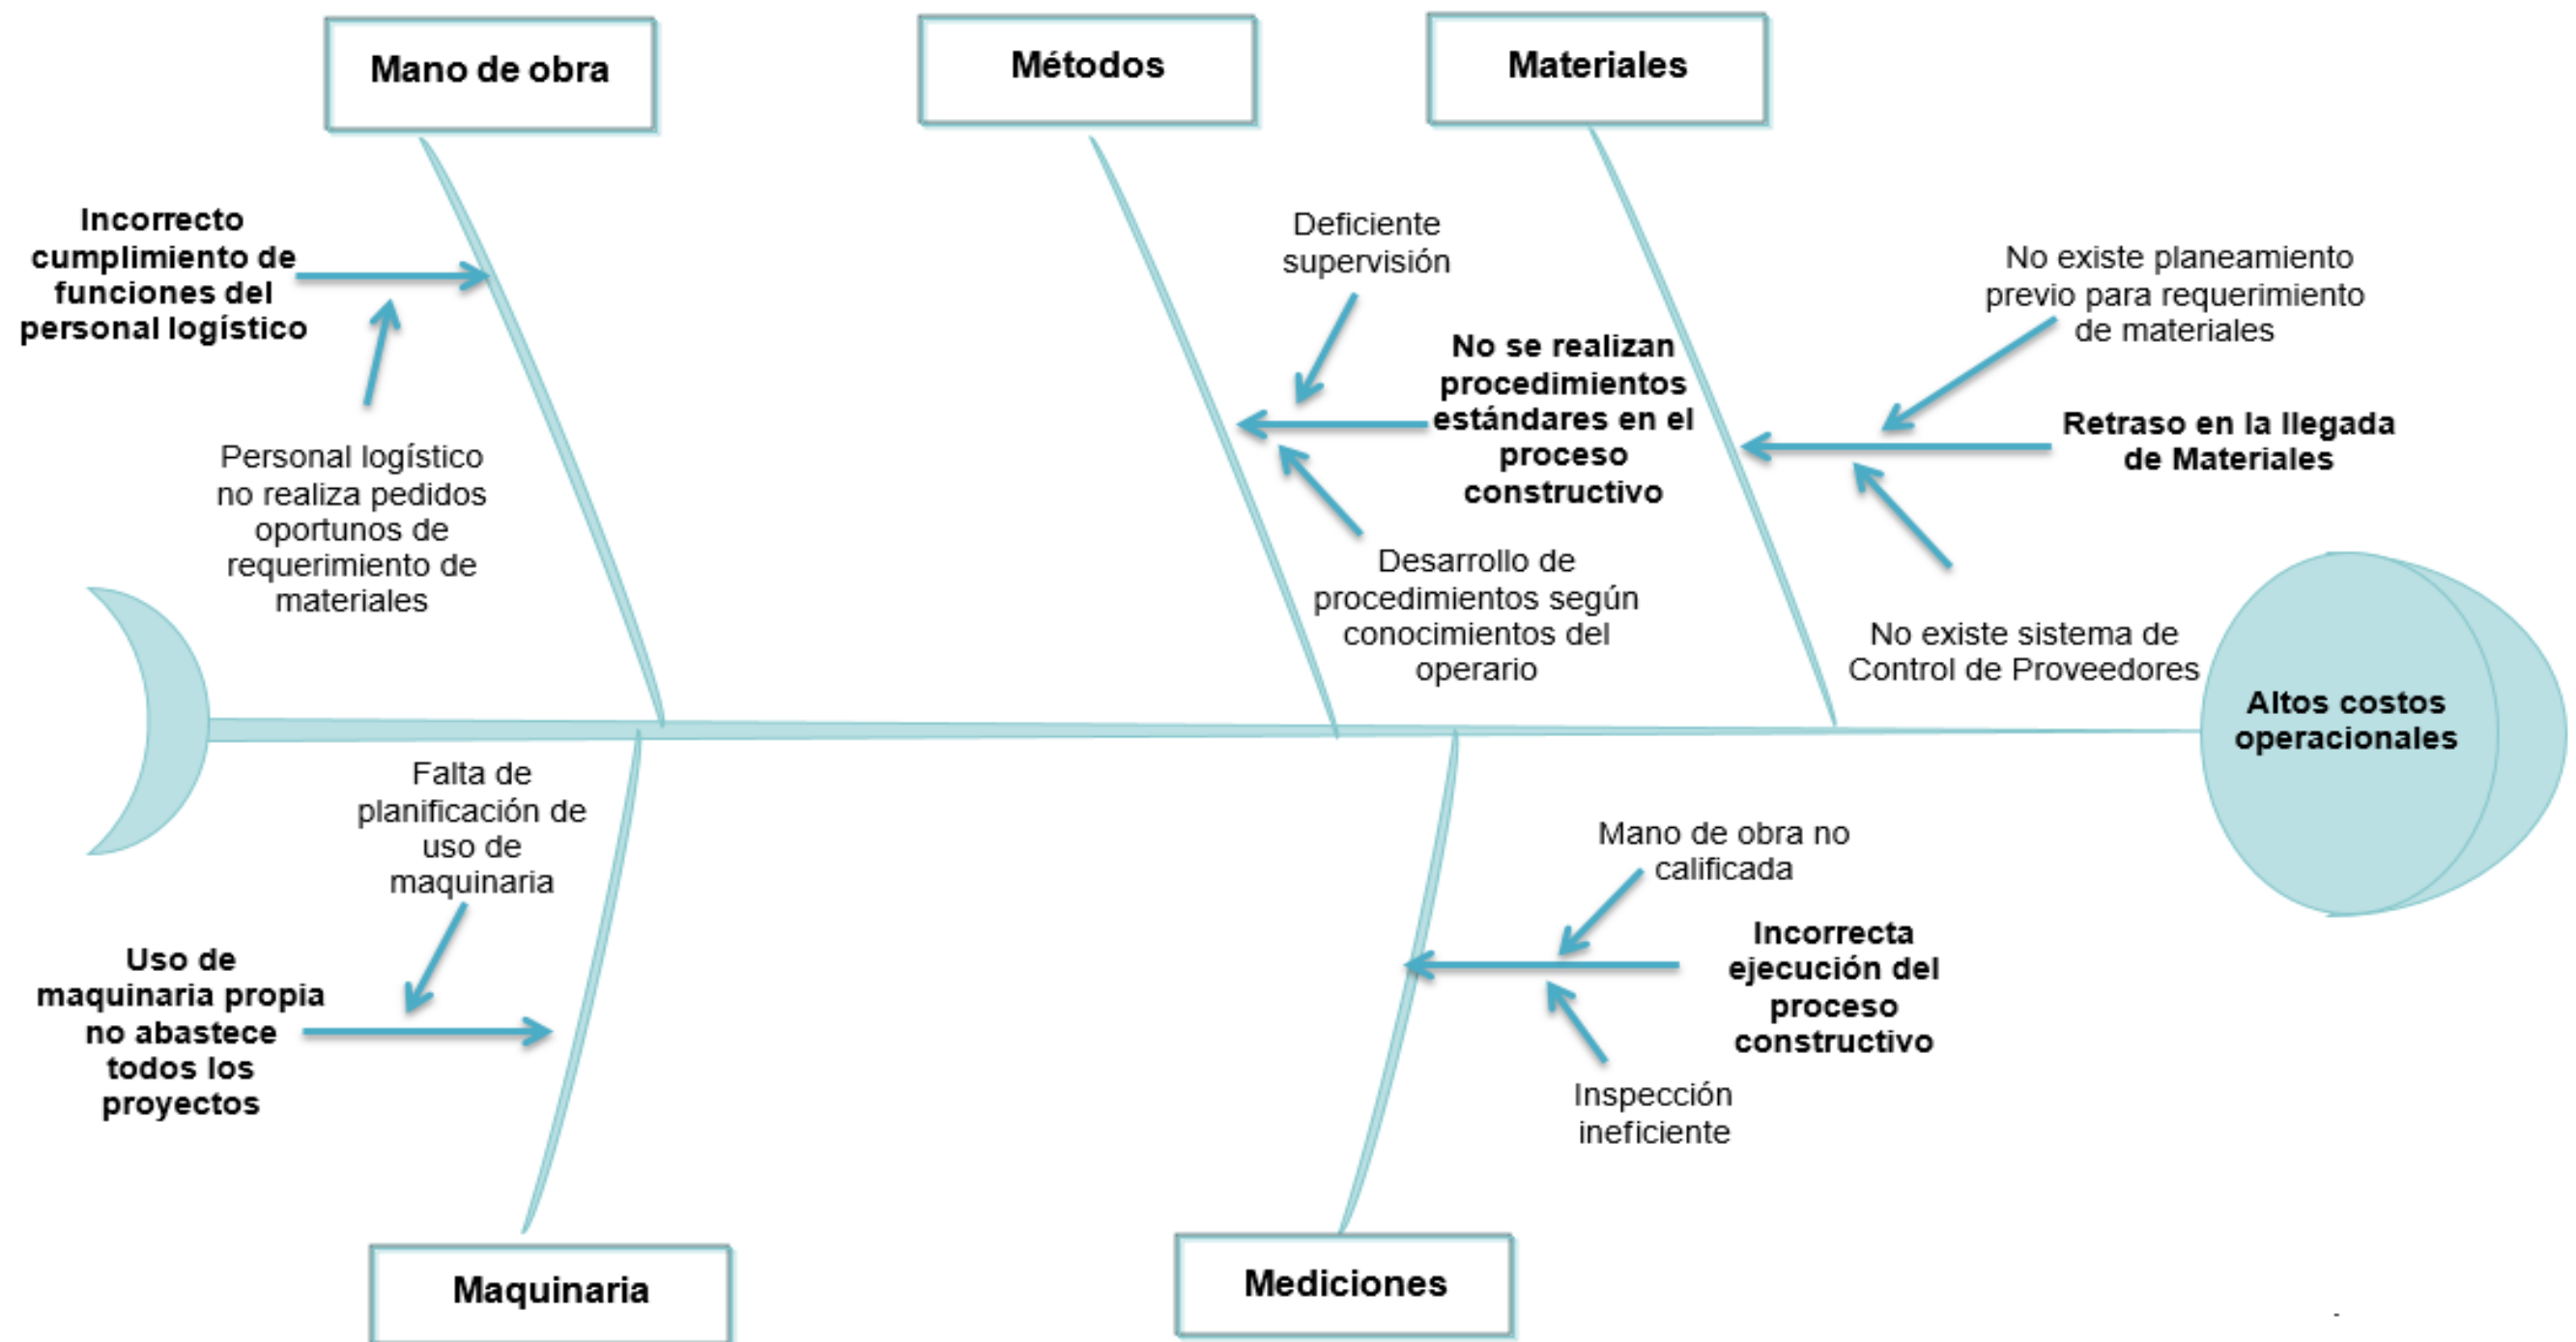 Mano de obra
Métodos
Materiales
Incorrecto
cumplimiento de
funciones del
personal logístico
Personal logístico
no realiza pedidos
oportunos de
requerimiento de
materiales
Deficiente
supervisión
No se realizan
procedimientos
estándares en el
proceso
constructivo
Desarrollo de
procedimientos según
conocimientos del
operario
No existe planeamiento
previo para requerimiento
de materiales
Retraso en la llegada
de Materiales
No existe sistema de
Control de Proveedores
Altos costos
operacionales
Falta de
planificación de
uso de
maquinaria
Uso de
maquinaria propia
no abastece
todos los
proyectos
Mano de obra no
calificada
Incorrecta
ejecución del
proceso
constructivo
Inspección
ineficiente
Maquinaria
Mediciones